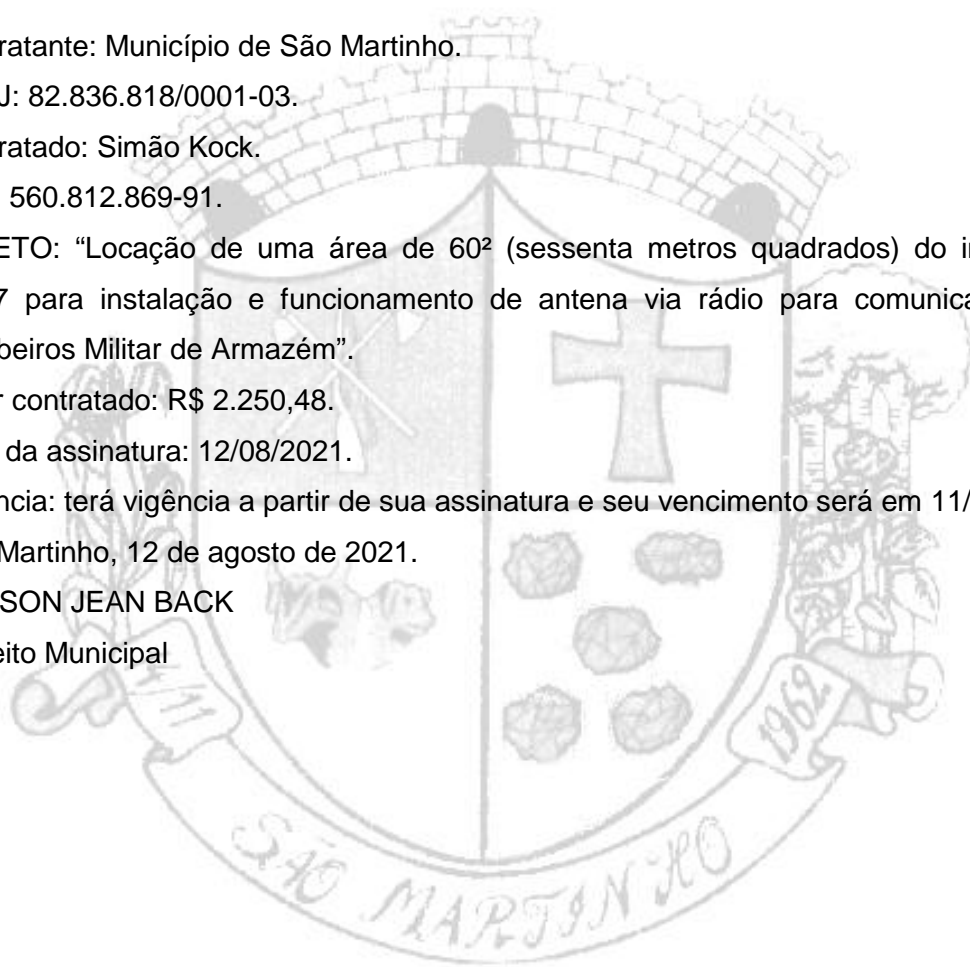 ratante: Município de São Martinho.
J: 82.836.818/0001-03.
ratado: Simão Kock.
560.812.869-91.
ETO: “Locação de uma área de 60² (sessenta metros quadrados) do i
7 para instalação e funcionamento de antena via rádio para comunica
beiros Militar de Armazém”.
r contratado: R$ 2.250,48.
da assinatura: 12/08/2021.
ncia: terá vigência a partir de sua assinatura e seu vencimento será em 11/
Martinho, 12 de agosto de 2021.
SON JEAN BACK
eito Municipal
/11
1962
SÃO MARTINHO